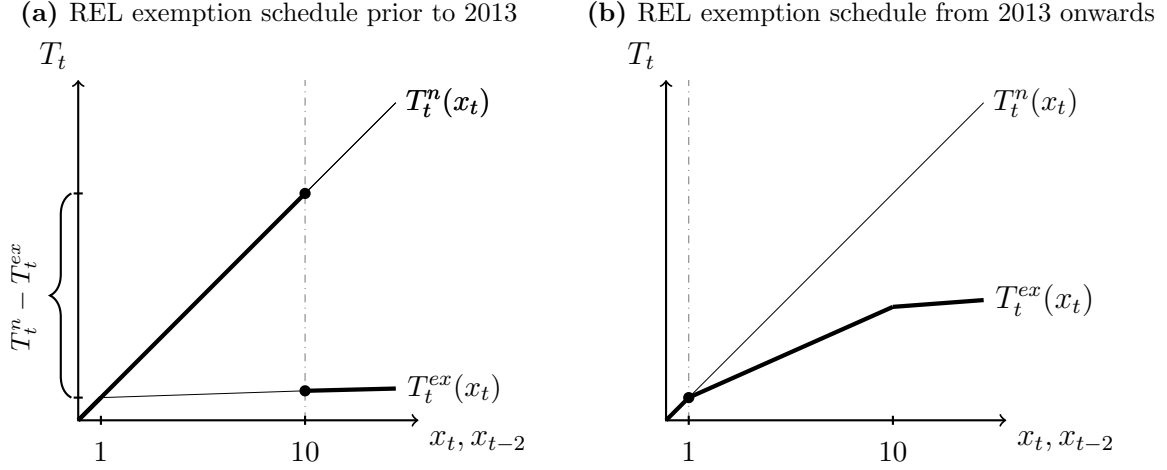 (a) REL exemption schedule prior to 2013
T_t
T_t^n(x_t)
T_t^n − T_t^{ex}
T_t^{ex}(x_t)
1
10
x_t, x_{t−2}
(b) REL exemption schedule from 2013 onwards
T_t
T_t^n(x_t)
T_t^{ex}(x_t)
1
10
x_t, x_{t−2}